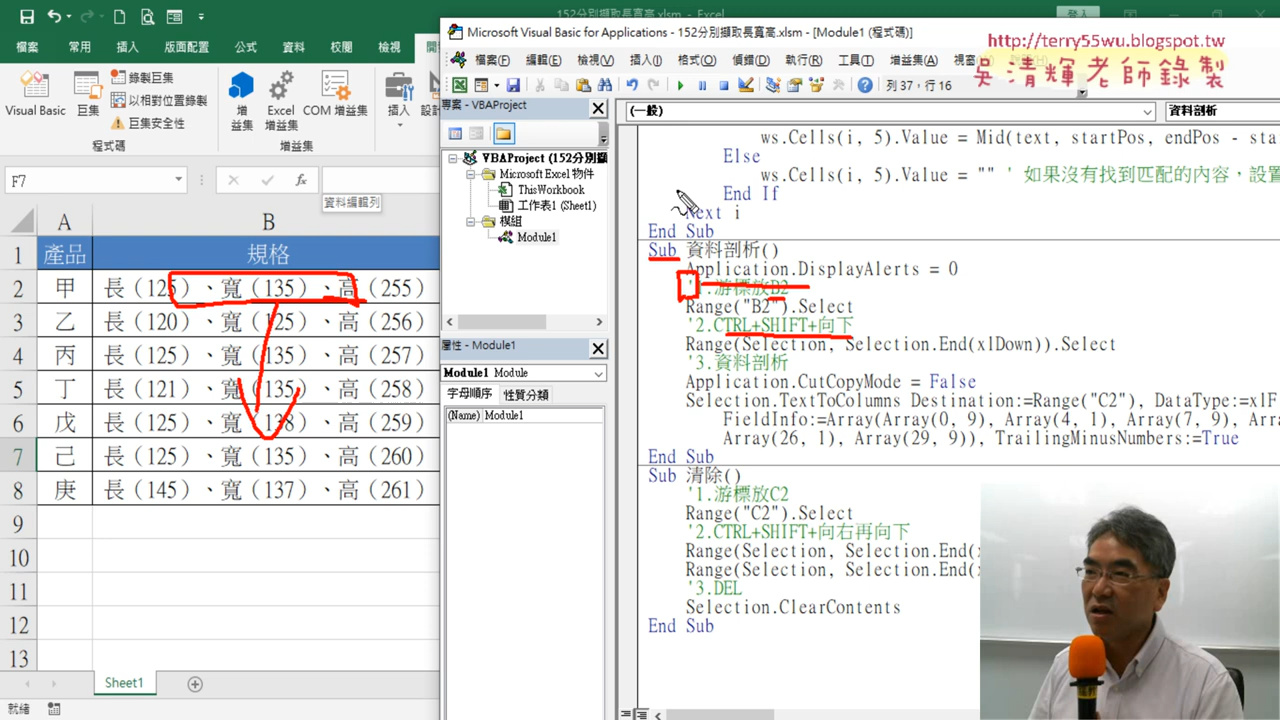 152分別擷取長寬高.xlsm - Excel
登入
檔案 常用 插入 版面配置 公式 資料 校閱 檢視
Visual Basic 巨集 錄製巨集 以相對位置錄製 巨集安全性 增益集 Excel 增益集 COM 增益集 插入
程式碼 增益集
F7
資料編輯列
A B
1 產品 規格
2 甲 長（125）、寬（135）、高（255）
3 乙 長（120）、寬（125）、高（256）
4 丙 長（125）、寬（135）、高（257）
5 丁 長（121）、寬（135）、高（258）
6 戊 長（125）、寬（138）、高（259）
7 己 長（125）、寬（135）、高（260）
8 庚 長（145）、寬（137）、高（261）
9
10
11
12
13
Sheet1
就緒
Microsoft Visual Basic for Applications - 152分別擷取長寬高.xlsm - [Module1 (程式碼)]
檔案(F) 編輯(E) 檢視(V) 插入(I) 格式(O) 偵錯(D) 執行(R) 工具(T) 增益集(A)
列 37, 行 16
http://terry55wu.blogspot.tw
吳清輝老師錄製
專案 - VBAProject
VBAProject (152分別擷
Microsoft Excel 物件
ThisWorkbook
工作表1 (Sheet1)
模組
Module1
屬性 - Module1
Module1 Module
字母順序 性質分類
(Name) Module1
(一般) 資料剖析
ws.Cells(i, 5).Value = Mid(text, startPos, endPos - sta
Else
ws.Cells(i, 5).Value = "" ' 如果沒有找到匹配的內容，設置
End If
Next i
End Sub
Sub 資料剖析()
Application.DisplayAlerts = 0
'1.游標放B2
Range("B2").Select
'2.CTRL+SHIFT+向下
Range(Selection, Selection.End(xlDown)).Select
'3.資料剖析
Application.CutCopyMode = False
Selection.TextToColumns Destination:=Range("C2"), DataType:=xlF
FieldInfo:=Array(Array(0, 9), Array(4, 1), Array(7, 9), Arra
Array(26, 1), Array(29, 9)), TrailingMinusNumbers:=True
End Sub
Sub 清除()
'1.游標放C2
Range("C2").Select
'2.CTRL+SHIFT+向右再向下
Range(Selection, Selection.End(
Range(Selection, Selection.End(
'3.DEL
Selection.ClearContents
End Sub